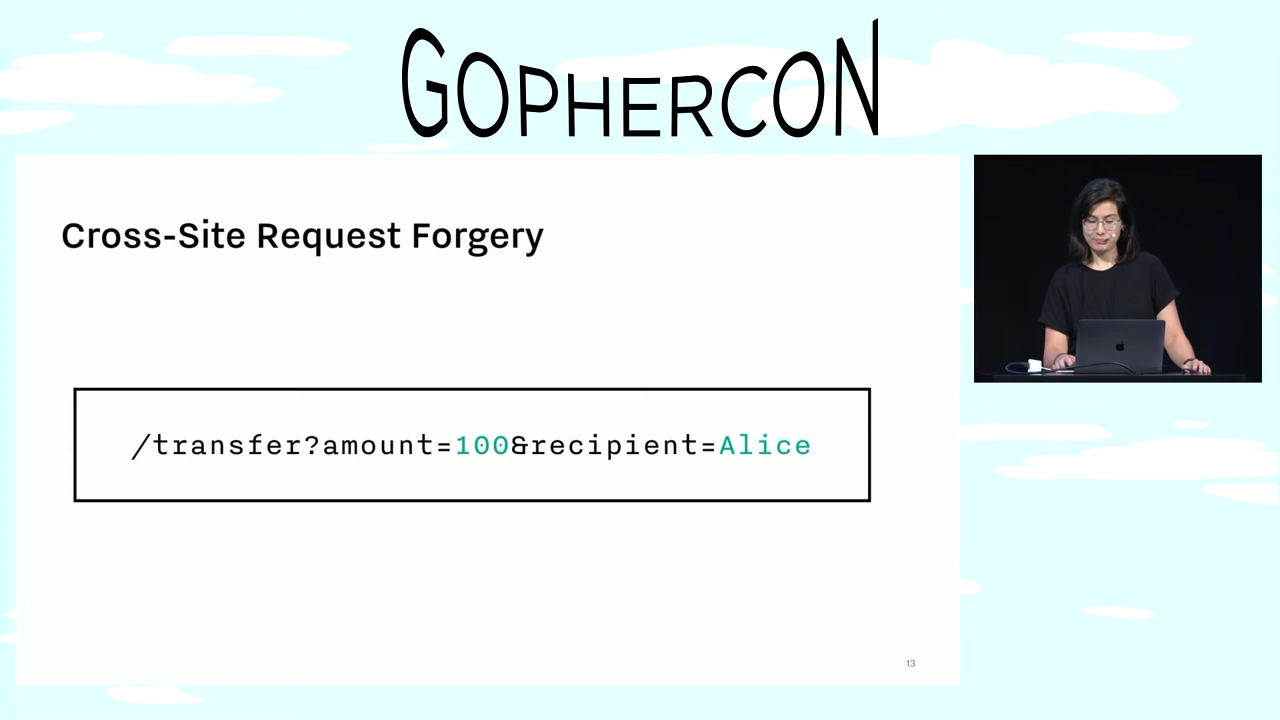 GOPHERCON
Cross-Site Request Forgery
/transfer?amount=100&recipient=Alice
13